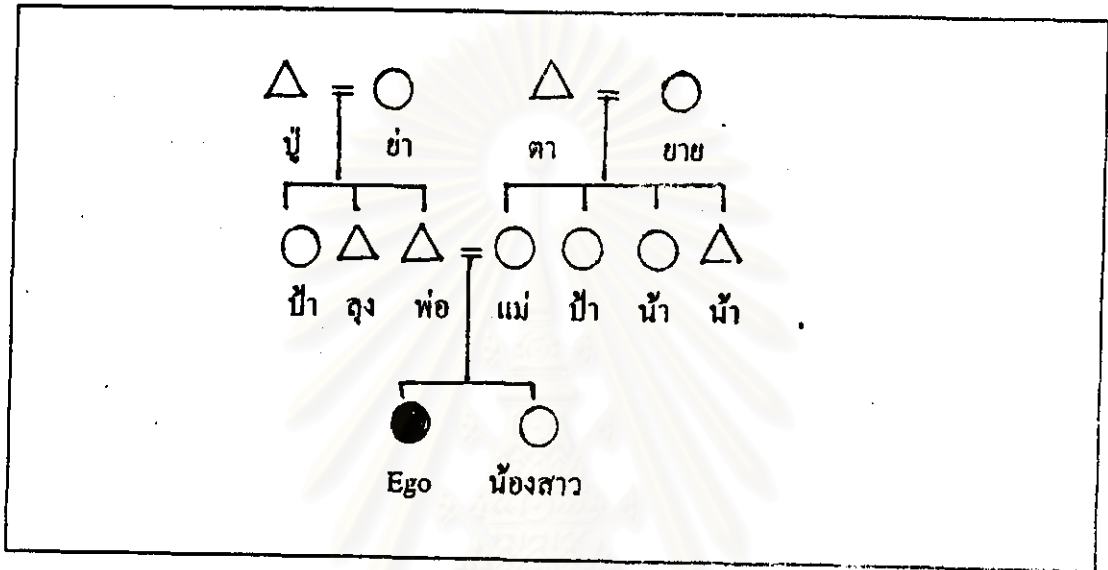 ปู่ ย่า ตา ยาย
ป้า ลุง พ่อ แม่ ป้า น้า น้า
Ego น้องสาว